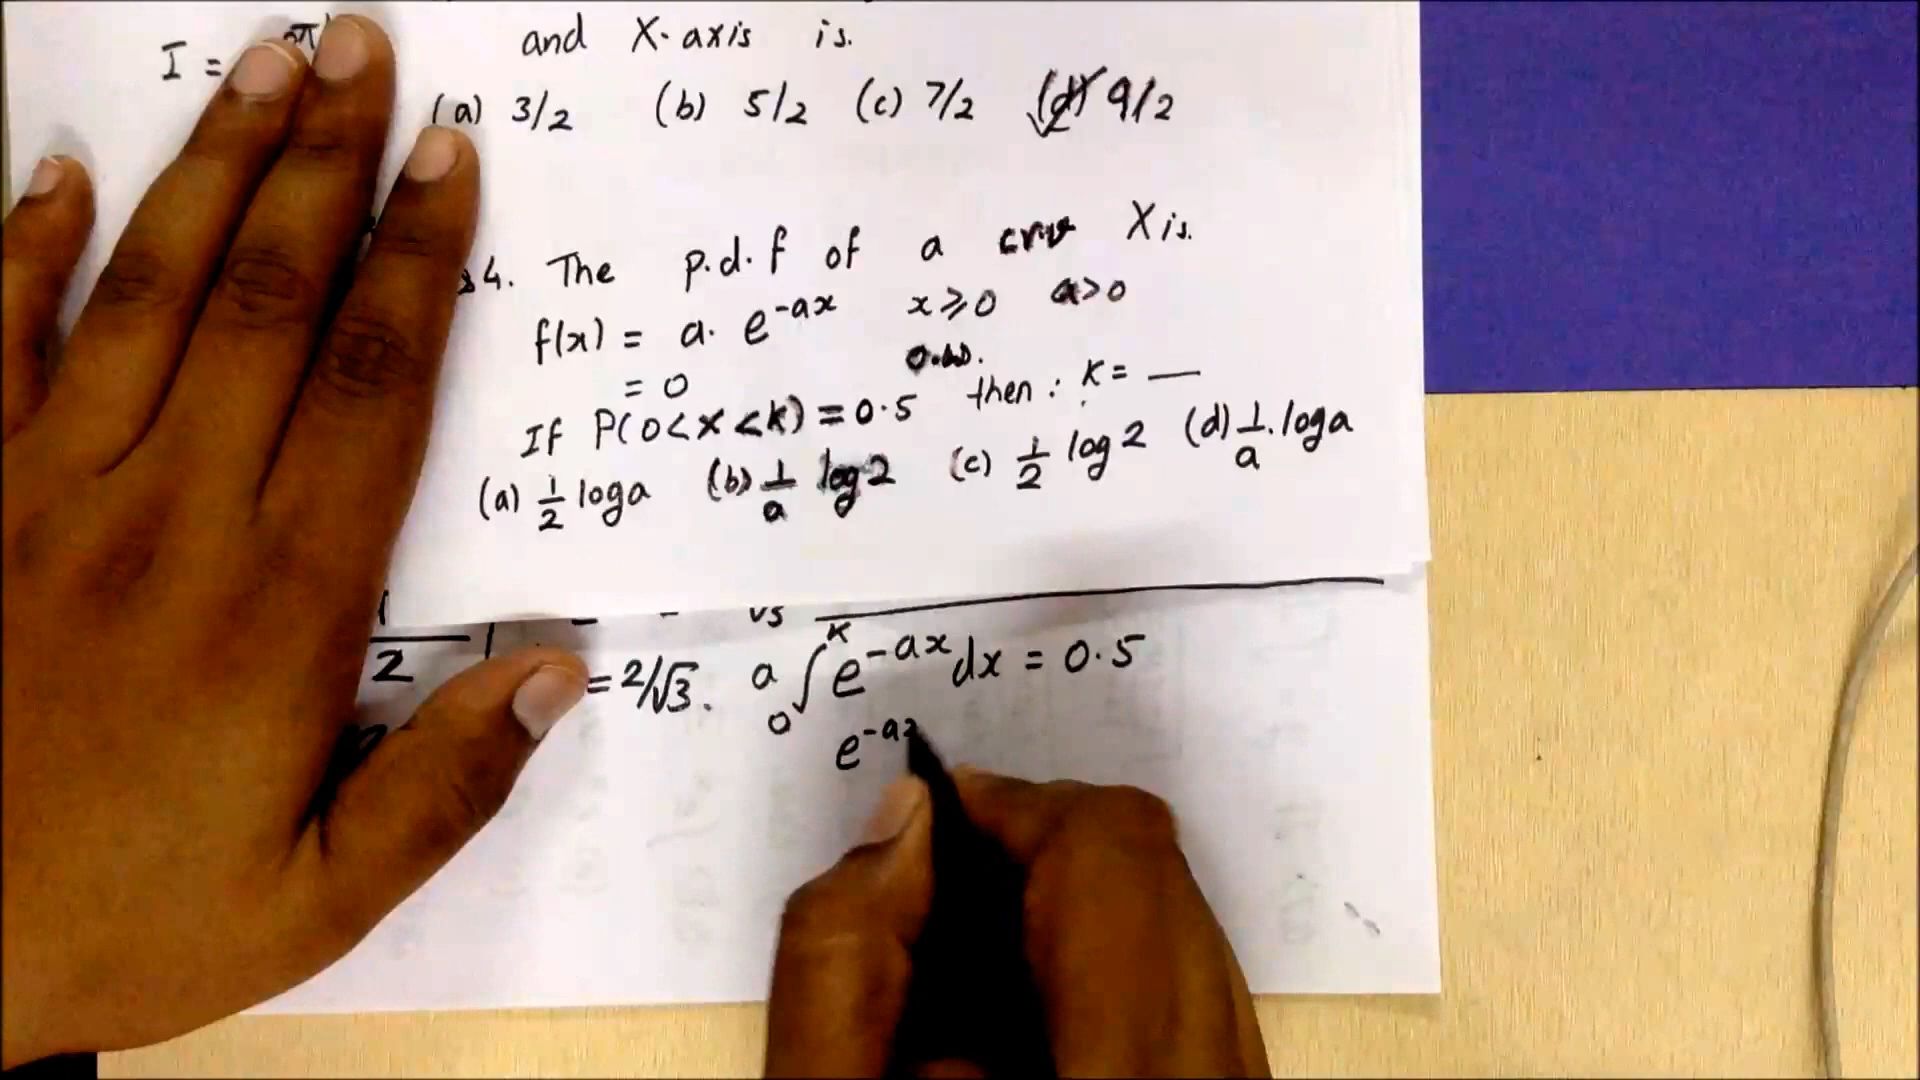 I =
and X-axis is.
(a) 3/2 (b) 5/2 (c) 7/2 (d) 9/2
4. The p.d.f of a crv X is.
f(x) = a. e^-ax x ≥ 0 a>0
= 0 o.w.
If P(0<x<k) = 0.5 then : K = __
(a) 1/2 log a (b) 1/a log 2 (c) 1/2 log 2 (d) 1/a . log a
2
= 2/√3.
a ∫₀ᴷ e^-ax dx = 0.5
e^-a